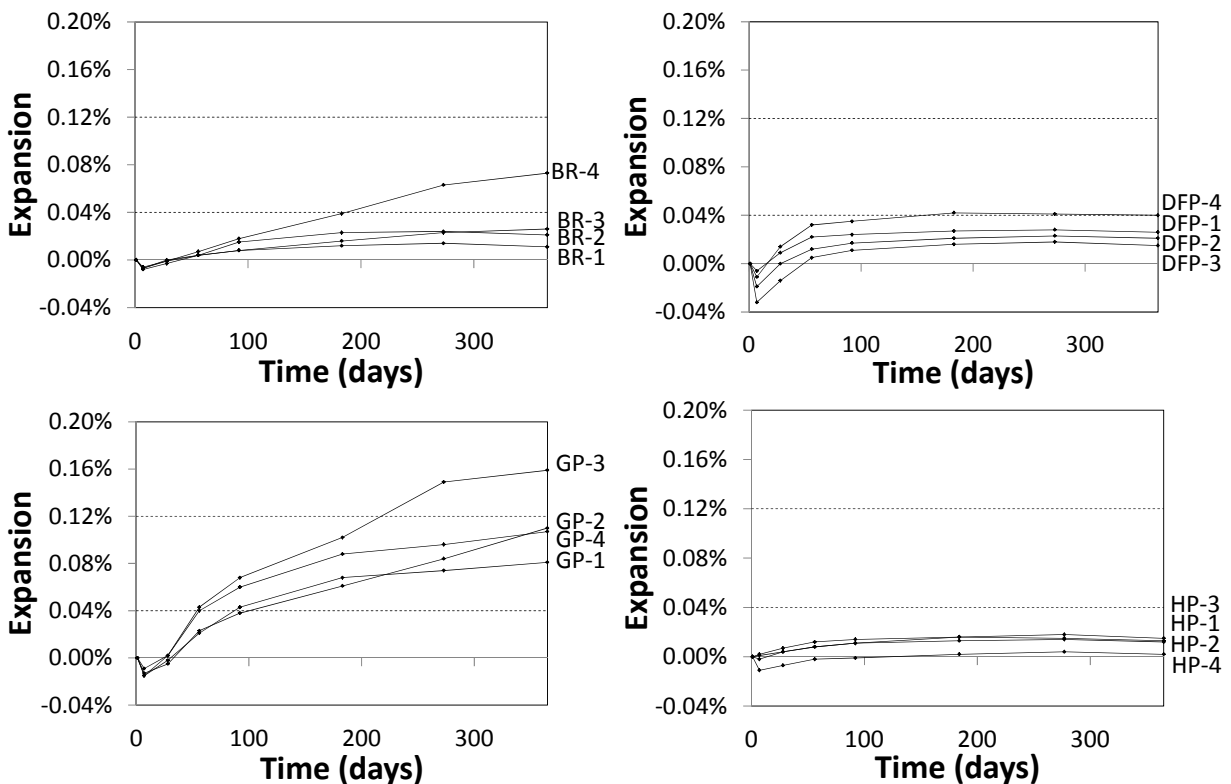 0.20%
0.16%
0.12%
0.08%
0.04%
0.00%
-0.04%
Expansion
0 100 200 300
Time (days)
BR-4
BR-3
BR-2
BR-1
0.20%
0.16%
0.12%
0.08%
0.04%
0.00%
-0.04%
Expansion
0 100 200 300
Time (days)
DFP-4
DFP-1
DFP-2
DFP-3
0.20%
0.16%
0.12%
0.08%
0.04%
0.00%
-0.04%
Expansion
0 100 200 300
Time (days)
GP-3
GP-2
GP-4
GP-1
0.20%
0.16%
0.12%
0.08%
0.04%
0.00%
-0.04%
Expansion
0 100 200 300
Time (days)
HP-3
HP-1
HP-2
HP-4